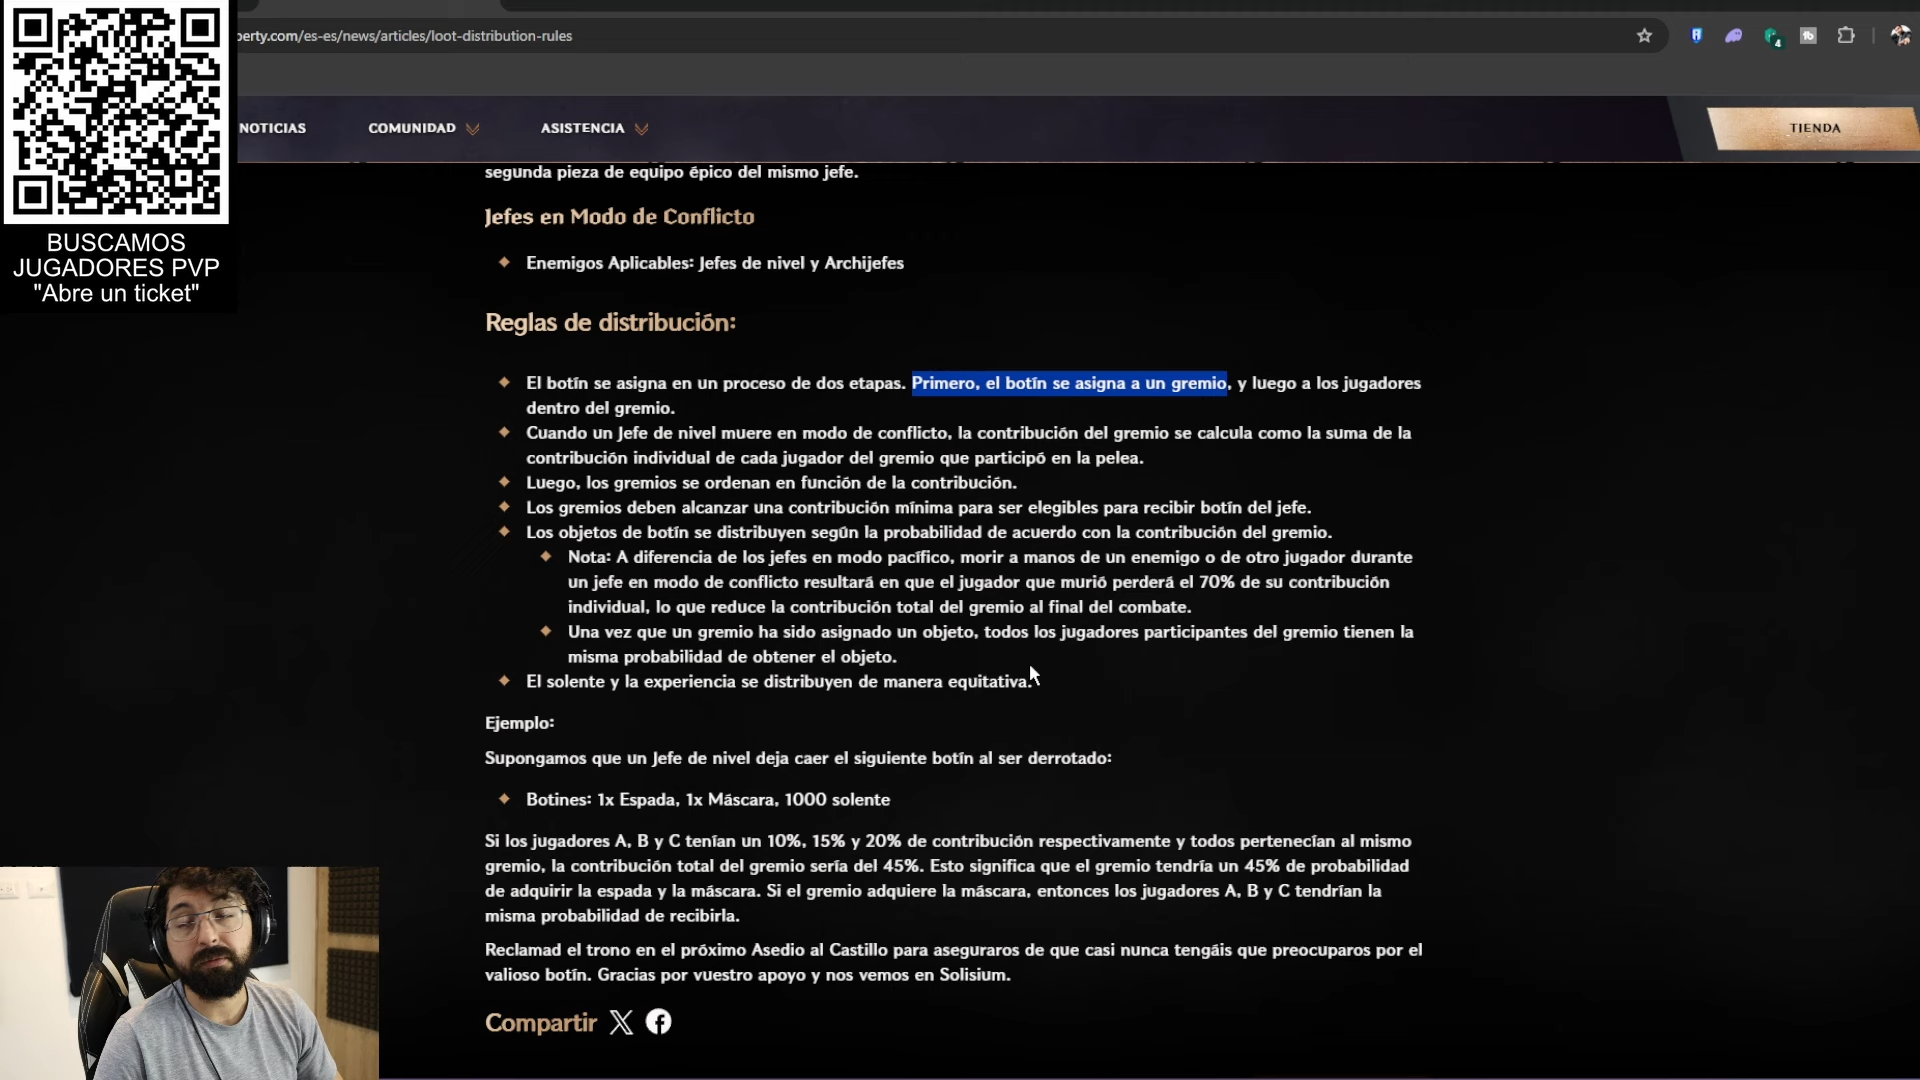 perty.com/es-es/news/articles/loot-distribution-rules
4
BUSCAMOS
JUGADORES PVP
"Abre un ticket"
NOTICIAS
COMUNIDAD
ASISTENCIA
TIENDA
segunda pieza de equipo épico del mismo jefe.
Jefes en Modo de Conflicto
Enemigos Aplicables: Jefes de nivel y Archijefes
Reglas de distribución:
El botín se asigna en un proceso de dos etapas. Primero, el botín se asigna a un gremio, y luego a los jugadores
dentro del gremio.
Cuando un Jefe de nivel muere en modo de conflicto, la contribución del gremio se calcula como la suma de la
contribución individual de cada jugador del gremio que participó en la pelea.
Luego, los gremios se ordenan en función de la contribución.
Los gremios deben alcanzar una contribución mínima para ser elegibles para recibir botín del jefe.
Los objetos de botín se distribuyen según la probabilidad de acuerdo con la contribución del gremio.
Nota: A diferencia de los jefes en modo pacífico, morir a manos de un enemigo o de otro jugador durante
un jefe en modo de conflicto resultará en que el jugador que murió perderá el 70% de su contribución
individual, lo que reduce la contribución total del gremio al final del combate.
Una vez que un gremio ha sido asignado un objeto, todos los jugadores participantes del gremio tienen la
misma probabilidad de obtener el objeto.
El solente y la experiencia se distribuyen de manera equitativa.
Ejemplo:
Supongamos que un Jefe de nivel deja caer el siguiente botín al ser derrotado:
Botines: 1x Espada, 1x Máscara, 1000 solente
Si los jugadores A, B y C tenían un 10%, 15% y 20% de contribución respectivamente y todos pertenecían al mismo
gremio, la contribución total del gremio sería del 45%. Esto significa que el gremio tendría un 45% de probabilidad
de adquirir la espada y la máscara. Si el gremio adquiere la máscara, entonces los jugadores A, B y C tendrían la
misma probabilidad de recibirla.
Reclamad el trono en el próximo Asedio al Castillo para aseguraros de que casi nunca tengáis que preocuparos por el
valioso botín. Gracias por vuestro apoyo y nos vemos en Solisium.
Compartir